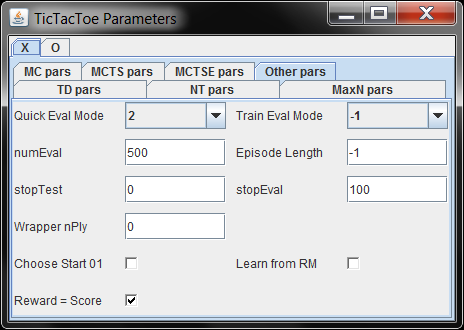 TicTacToe Parameters
X O
MC pars MCTS pars MCTSE pars Other pars
TD pars NT pars MaxN pars
Quick Eval Mode 2 Train Eval Mode -1
numEval 500 Episode Length -1
stopTest 0 stopEval 100
Wrapper nPly 0
Choose Start 01 Learn from RM
Reward = Score